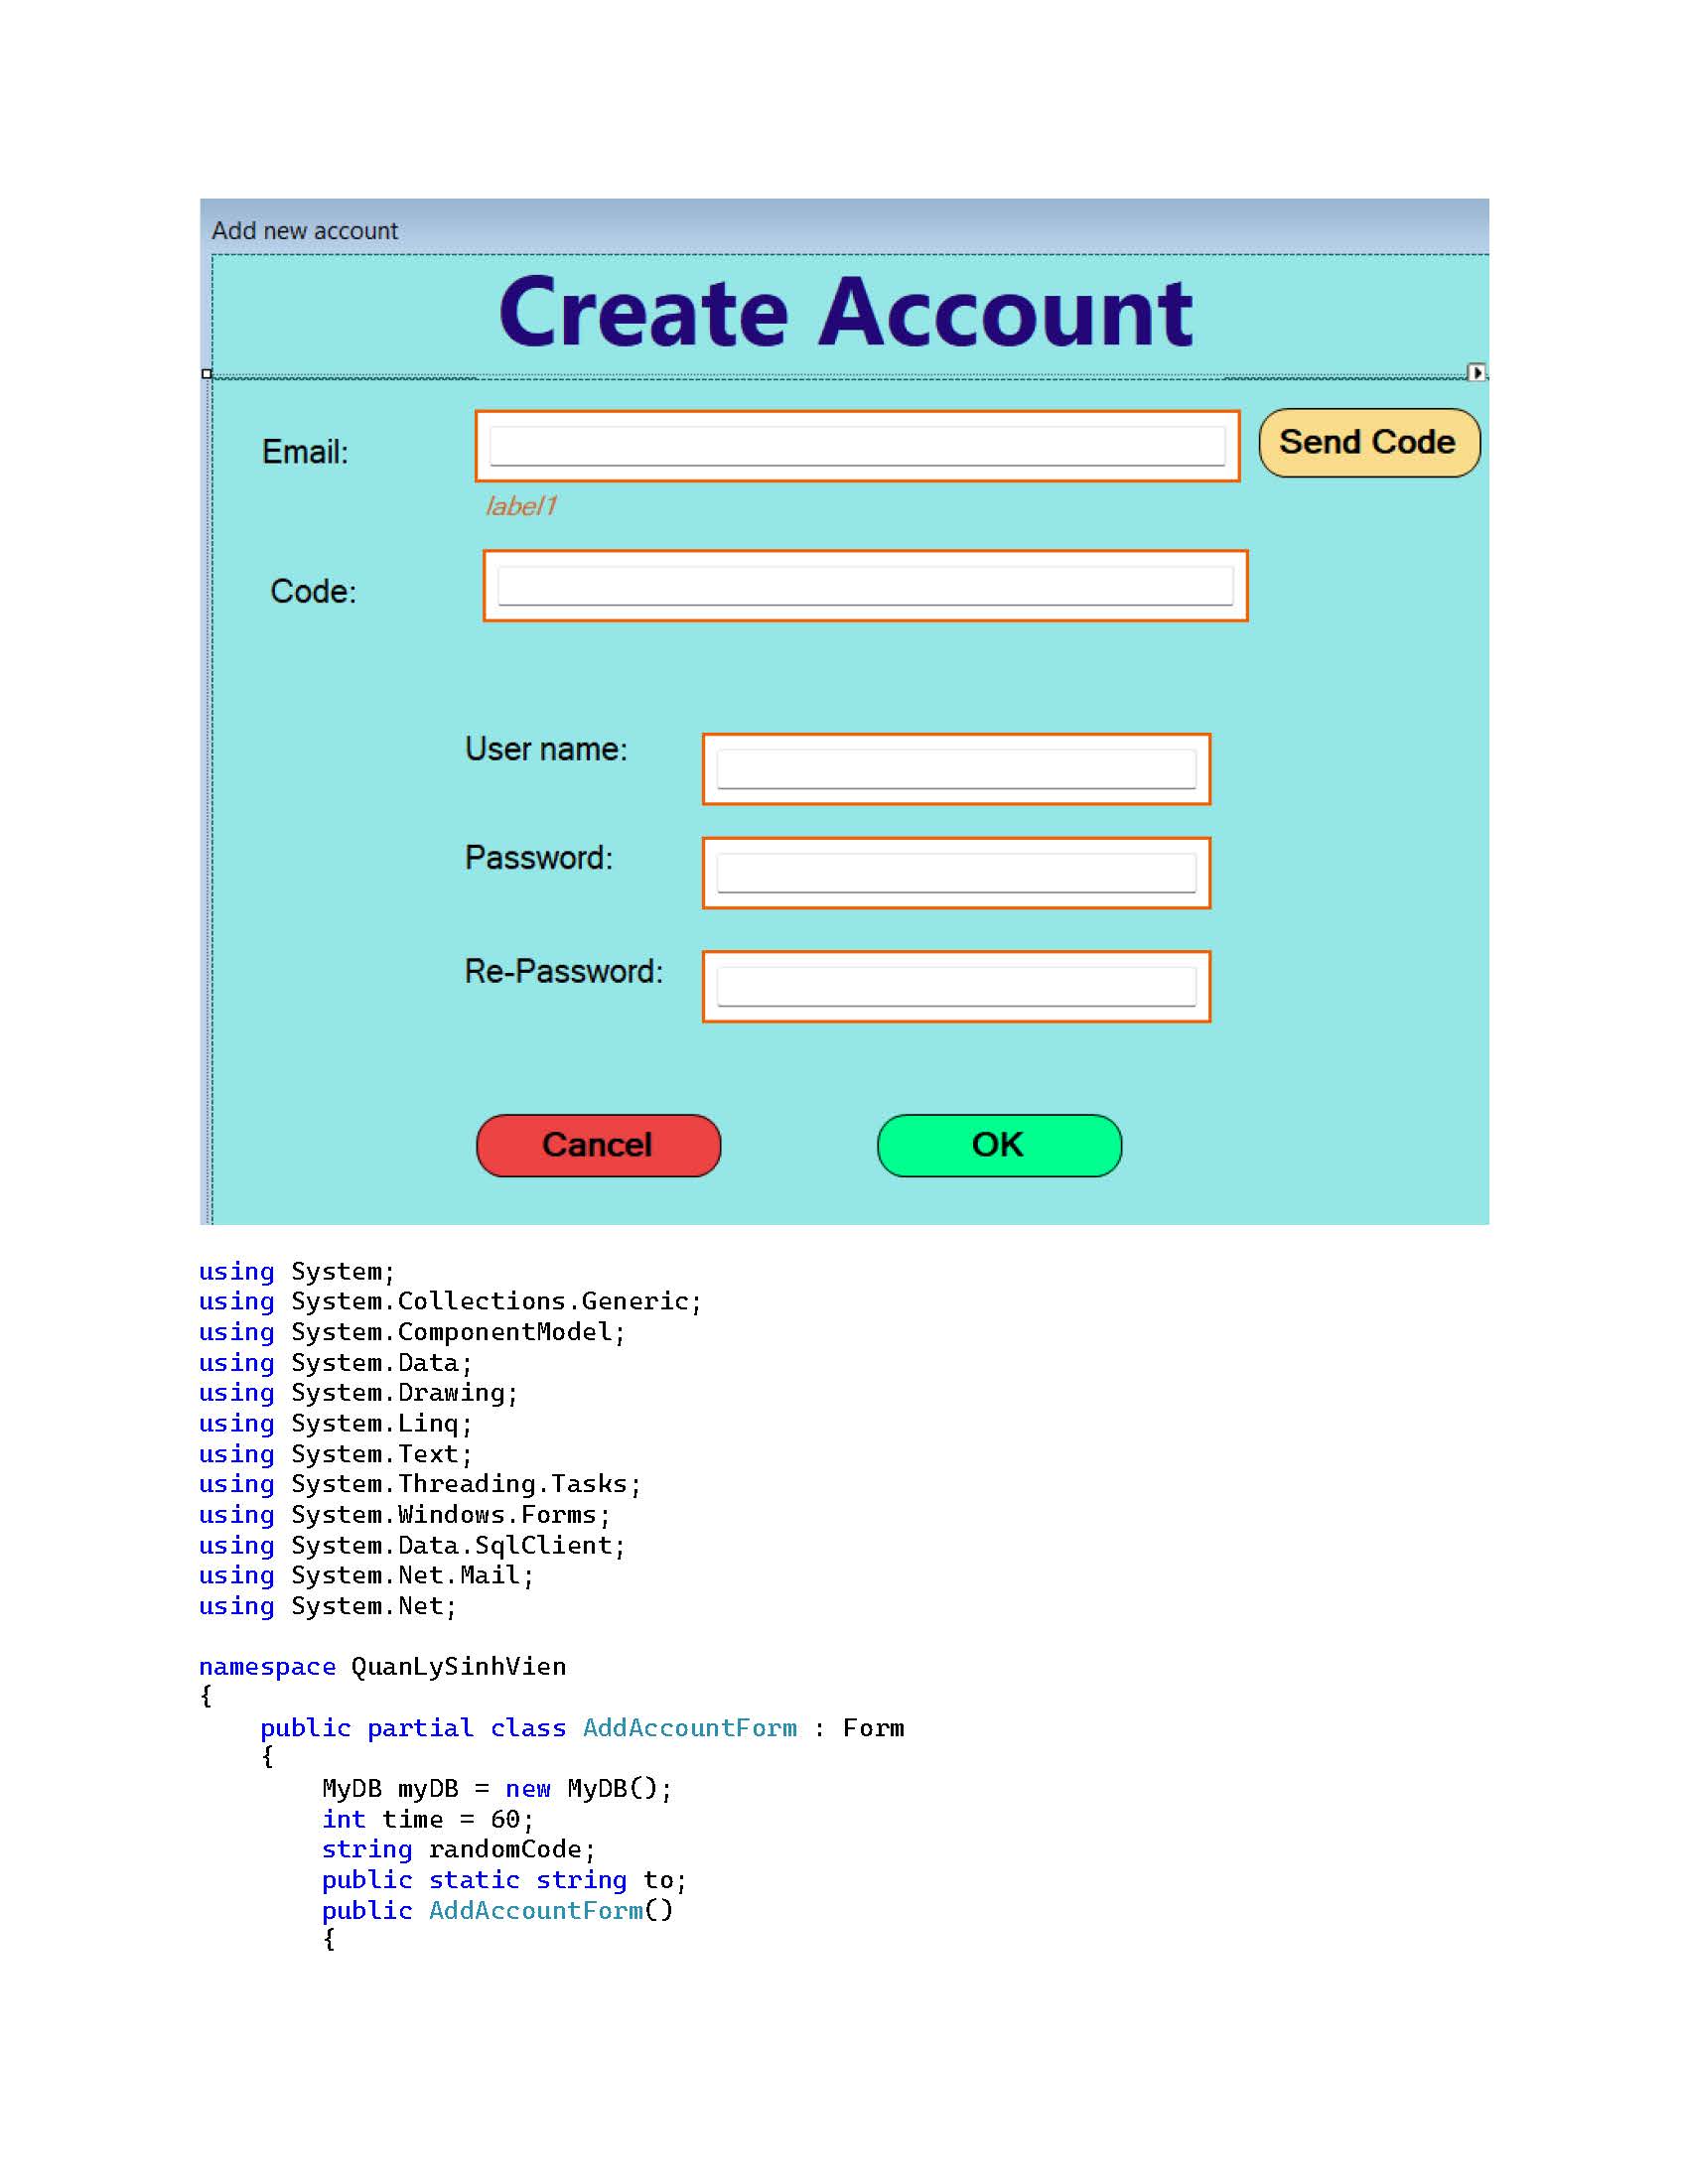 Add new account
Create Account
Email:
Send Code
label1
Code:
User name:
Password:
Re-Password:
Cancel
OK
using System;
using System.Collections.Generic;
using System.ComponentModel;
using System.Data;
using System.Drawing;
using System.Linq;
using System.Text;
using System.Threading.Tasks;
using System.Windows.Forms;
using System.Data.SqlClient;
using System.Net.Mail;
using System.Net;
namespace QuanLySinhVien
{
    public partial class AddAccountForm : Form
    {
        MyDB myDB = new MyDB();
        int time = 60;
        string randomCode;
        public static string to;
        public AddAccountForm()
        {